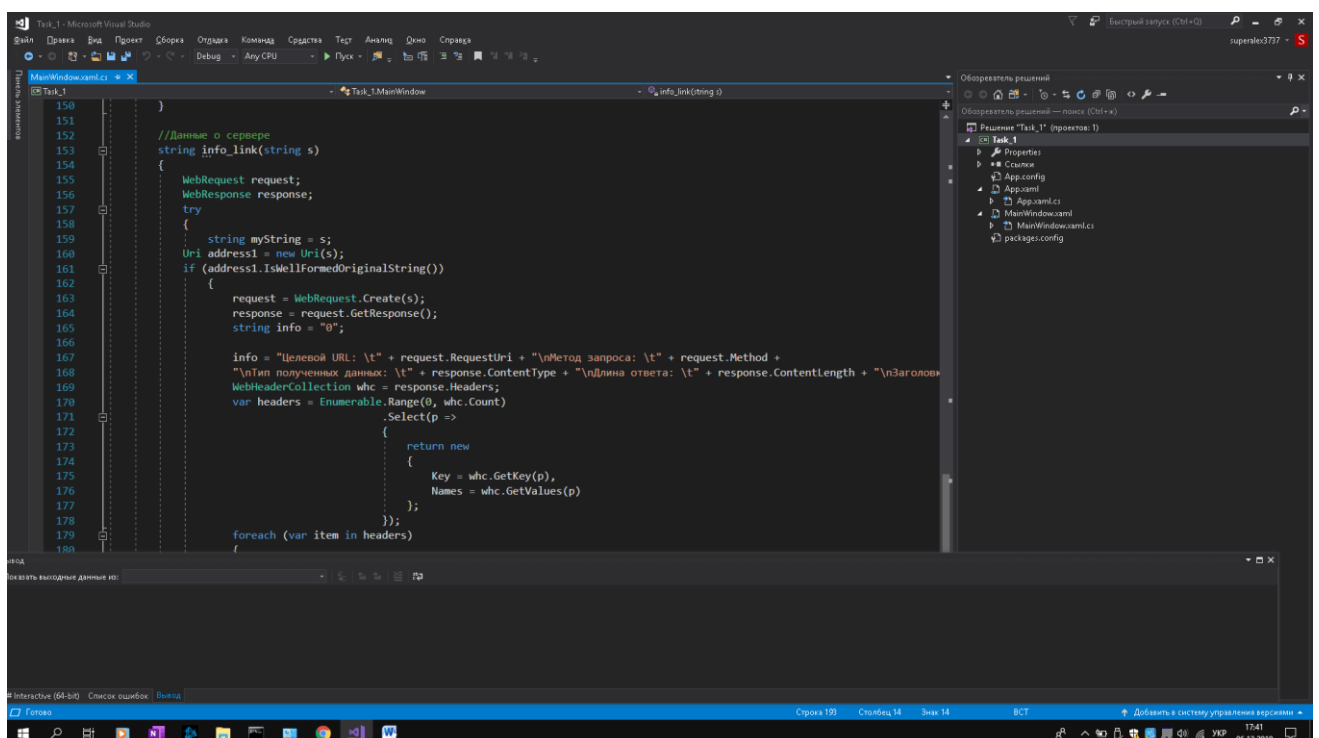 Task_1 - Microsoft Visual Studio
Быстрый запуск (Ctrl+Q)
Файл Правка Вид Проект Сборка Отладка Команда Средства Тест Анализ Окно Справка
superalex3737 S
Debug Any CPU Пуск
Панель элементов
MainWindow.xaml.cs
Обозреватель решений
Task_1 Task_1.MainWindow info_link(string s)
Обозреватель решений — поиск (Ctrl+ж)
Решение "Task_1" (проектов: 1)
Task_1
Properties
Ссылки
App.config
App.xaml
App.xaml.cs
MainWindow.xaml
MainWindow.xaml.cs
packages.config
150 }
151
152 //Данные о сервере
153 string info_link(string s)
154 {
155 WebRequest request;
156 WebResponse response;
157 try
158 {
159 string myString = s;
160 Uri address1 = new Uri(s);
161 if (address1.IsWellFormedOriginalString())
162 {
163 request = WebRequest.Create(s);
164 response = request.GetResponse();
165 string info = "0";
166
167 info = "Целевой URL: \t" + request.RequestUri + "\nМетод запроса: \t" + request.Method +
168 "\nТип полученных данных: \t" + response.ContentType + "\nДлина ответа: \t" + response.ContentLength + "\nЗаголовк
169 WebHeaderCollection whc = response.Headers;
170 var headers = Enumerable.Range(0, whc.Count)
171 .Select(p =>
172 {
173 return new
174 {
175 Key = whc.GetKey(p),
176 Names = whc.GetValues(p)
177 };
178 });
179 foreach (var item in headers)
180 {
ывод
Показать выходные данные из:
# Interactive (64-bit) Список ошибок Вывод
Готово Строка 193 Столбец 14 Знак 14 ВСТ Добавить в систему управления версиями
УКР 17:41